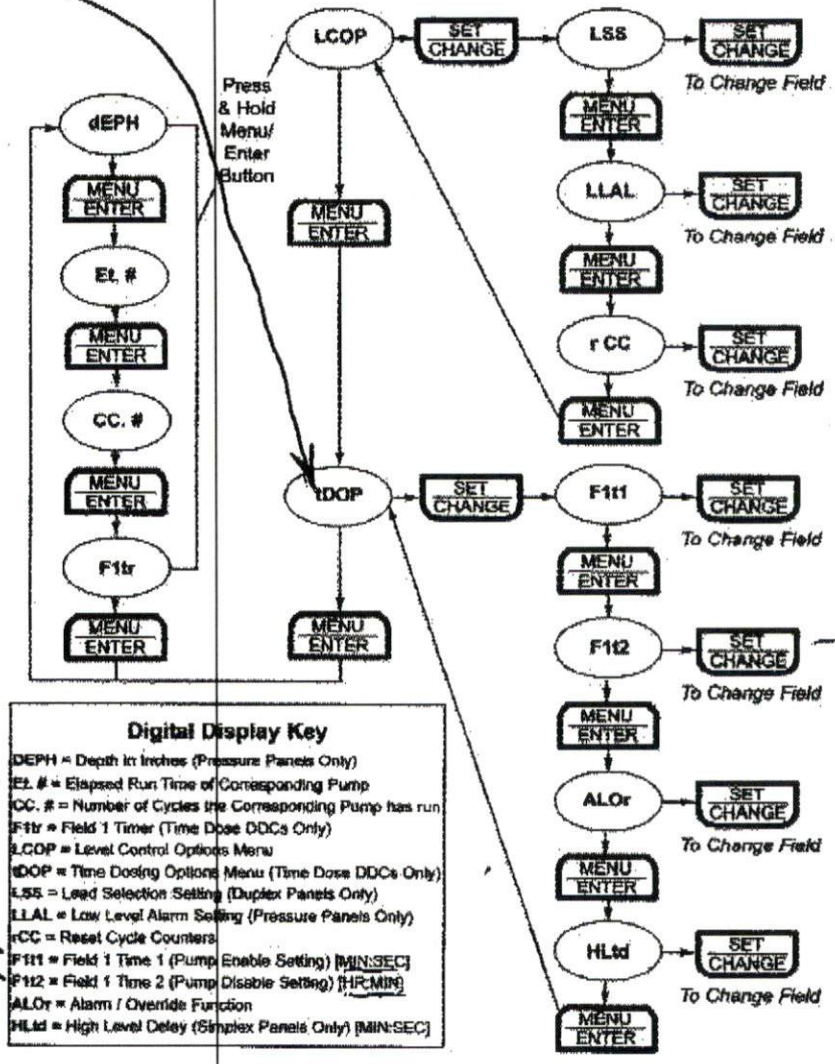 LCOP
SET
CHANGE
LSS
SET
CHANGE
To Change Field
MENU
ENTER
LLAL
SET
CHANGE
To Change Field
MENU
ENTER
r CC
SET
CHANGE
To Change Field
MENU
ENTER
Press
& Hold
Menu/
Enter
Button
MENU
ENTER
dEPH
MENU
ENTER
Et. #
MENU
ENTER
CC. #
MENU
ENTER
F1tr
MENU
ENTER
tDOP
SET
CHANGE
MENU
ENTER
F1t1
SET
CHANGE
To Change Field
MENU
ENTER
F1t2
SET
CHANGE
To Change Field
MENU
ENTER
ALOr
SET
CHANGE
To Change Field
MENU
ENTER
HLtd
SET
CHANGE
To Change Field
MENU
ENTER
Digital Display Key
DEPH = Depth in Inches (Pressure Panels Only)
Et. # = Elapsed Run Time of Corresponding Pump
CC. # = Number of Cycles the Corresponding Pump has run
F1tr = Field 1 Timer (Time Dose DDCs Only)
LCOP = Level Control Options Menu
tDOP = Time Dosing Options Menu (Time Dose DDCs Only)
LSS = Lead Selection Setting (Duplex Panels Only)
LLAL = Low Level Alarm Setting (Pressure Panels Only)
rCC = Reset Cycle Counters
F1t1 = Field 1 Time 1 (Pump Enable Setting) [MIN:SEC]
F1t2 = Field 1 Time 2 (Pump Disable Setting) [HR:MIN]
ALOr = Alarm / Override Function
HLtd = High Level Delay (Simplex Panels Only) [MIN:SEC]